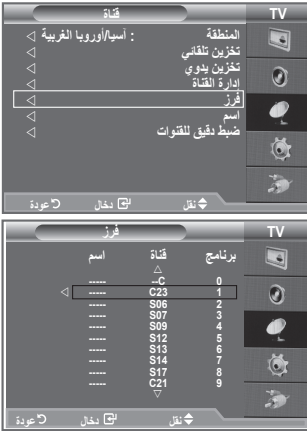 TV
قناة
المنطقة : آسيا/أوروبا الغربية
تخزين تلقائي
تخزين يدوي
ادارة القناة
فرز
اسم
ضبط دقيق للقنوات
نقل دخال عودة
TV
فرز
برنامج قناة اسم
0 C-- -----
1 C23 -----
2 S06 -----
3 S07 -----
4 S09 -----
5 S12 -----
6 S13 -----
7 S14 -----
8 S17 -----
9 C21 -----
نقل دخال عودة